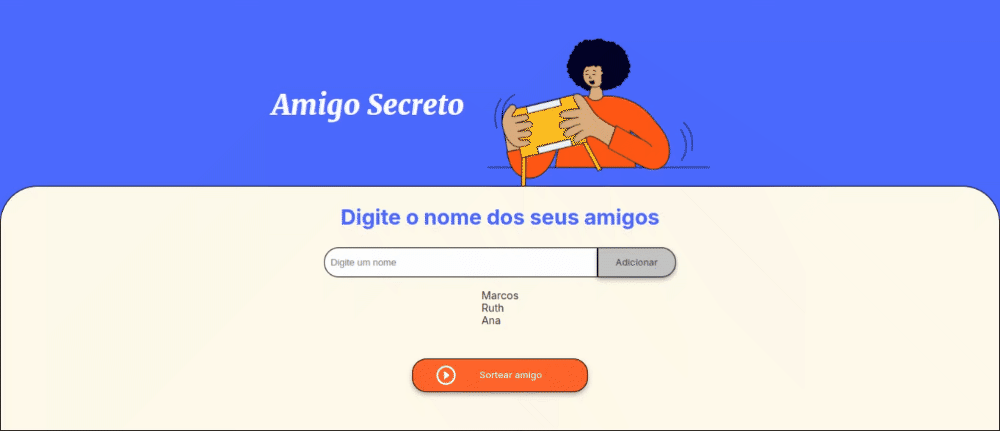 Amigo Secreto
Digite o nome dos seus amigos
Digite um nome
Adicionar
Marcos
Ruth
Ana
Sortear amigo